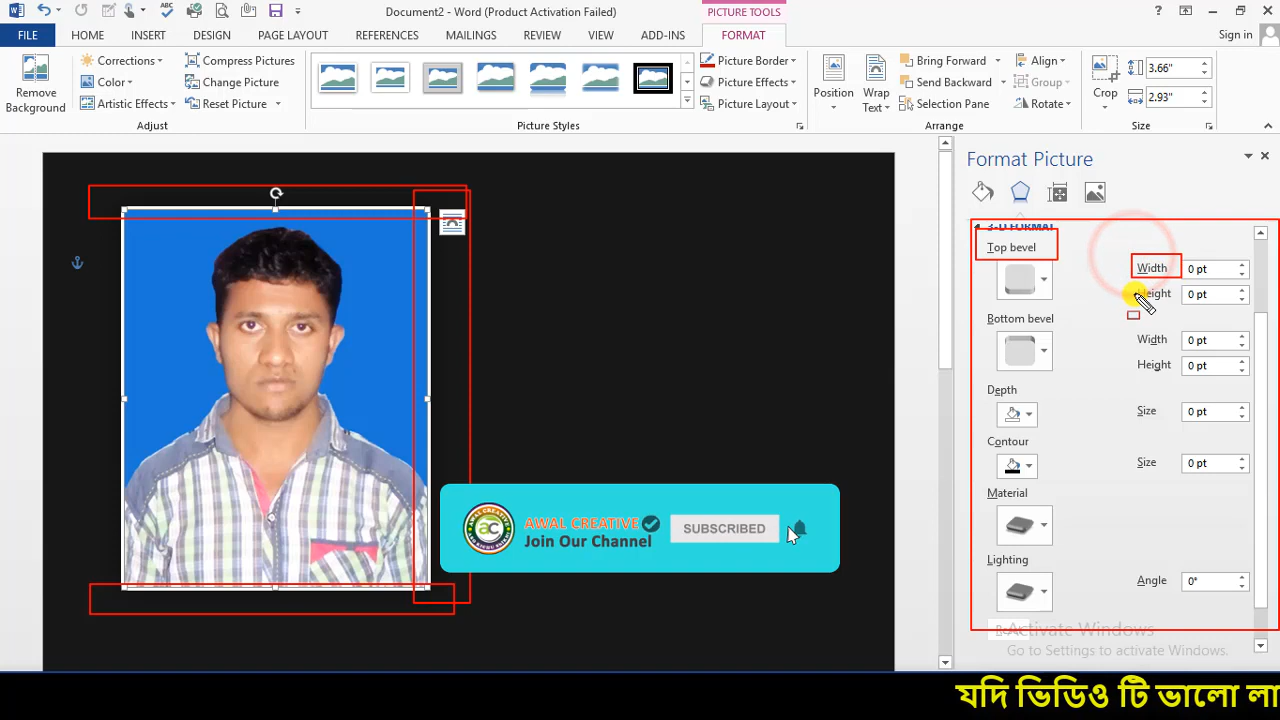 Document2 - Word (Product Activation Failed)
PICTURE TOOLS
Sign in
FILE HOME INSERT DESIGN PAGE LAYOUT REFERENCES MAILINGS REVIEW VIEW ADD-INS FORMAT
Remove Background
Corrections
Color
Artistic Effects
Compress Pictures
Change Picture
Reset Picture
Adjust
Picture Styles
Picture Border
Picture Effects
Picture Layout
Position
Wrap Text
Bring Forward
Send Backward
Selection Pane
Align
Group
Rotate
Arrange
Crop
3.66"
2.93"
Size
Format Picture
3-D FORMAT
Top bevel
Width 0 pt
Height 0 pt
Bottom bevel
Width 0 pt
Height 0 pt
Depth
Size 0 pt
Contour
Size 0 pt
Material
Lighting
Angle 0°
Activate Windows
Go to Settings to activate Windows.
ac
AWAL CREATIVE
Join Our Channel
SUBSCRIBED
যদি ভিডিও টি ভালো লা